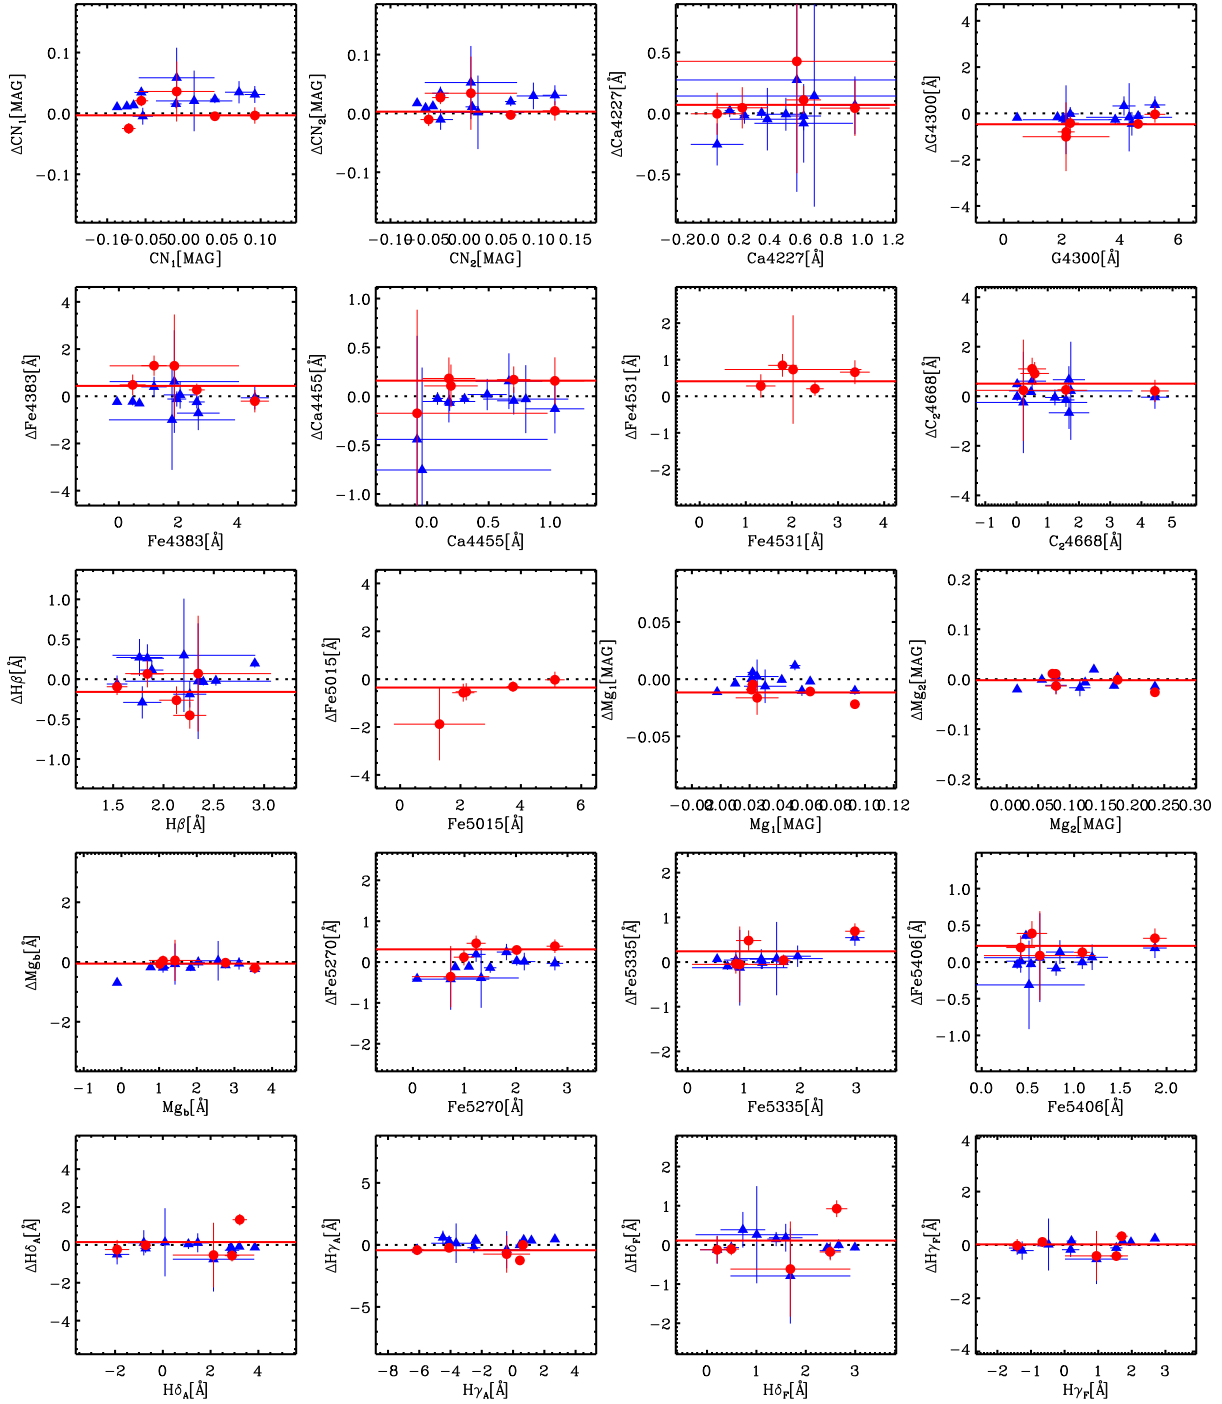 ΔCN₁[MAG]
0.1
0.0
−0.1
−0.10 −0.05 0.00 0.05 0.10
CN₁[MAG]
ΔCN₂[MAG]
0.1
0.0
−0.1
−0.10 −0.05 0.00 0.05 0.10 0.15
CN₂[MAG]
ΔCa4227[Å]
0.5
0.0
−0.5
−0.2 0.0 0.2 0.4 0.6 0.8 1.0 1.2
Ca4227[Å]
ΔG4300[Å]
4
2
0
−2
−4
0 2 4 6
G4300[Å]
ΔFe4383[Å]
4
2
0
−2
−4
0 2 4
Fe4383[Å]
ΔCa4455[Å]
1.0
0.5
0.0
−0.5
−1.0
0.0 0.5 1.0
Ca4455[Å]
ΔFe4531[Å]
2
1
0
−1
−2
0 1 2 3 4
Fe4531[Å]
ΔC₂4668[Å]
4
2
0
−2
−4
−1 0 1 2 3 4 5
C₂4668[Å]
ΔHβ[Å]
1.0
0.5
0.0
−0.5
−1.0
1.5 2.0 2.5 3.0
Hβ[Å]
ΔFe5015[Å]
4
2
0
−2
−4
0 2 4 6
Fe5015[Å]
ΔMg₁[MAG]
0.05
0.00
−0.05
−0.02 0.00 0.02 0.04 0.06 0.08 0.10 0.12
Mg₁[MAG]
ΔMg₂[MAG]
0.2
0.1
0.0
−0.1
−0.2
0.00 0.05 0.10 0.15 0.20 0.25 0.30
Mg₂[MAG]
ΔMg_b[Å]
2
0
−2
−1 0 1 2 3 4
Mg_b[Å]
ΔFe5270[Å]
2
1
0
−1
−2
0 1 2 3
Fe5270[Å]
ΔFe5335[Å]
2
1
0
−1
−2
0 1 2 3
Fe5335[Å]
ΔFe5406[Å]
1.0
0.5
0.0
−0.5
−1.0
0.0 0.5 1.0 1.5 2.0
Fe5406[Å]
ΔHδ_A[Å]
4
2
0
−2
−4
−2 0 2 4
Hδ_A[Å]
ΔHγ_A[Å]
5
0
−5
−8 −6 −4 −2 0 2 4
Hγ_A[Å]
ΔHδ_F[Å]
2
1
0
−1
−2
0 1 2 3
Hδ_F[Å]
ΔHγ_F[Å]
4
2
0
−2
−4
−2 −1 0 1 2 3
Hγ_F[Å]